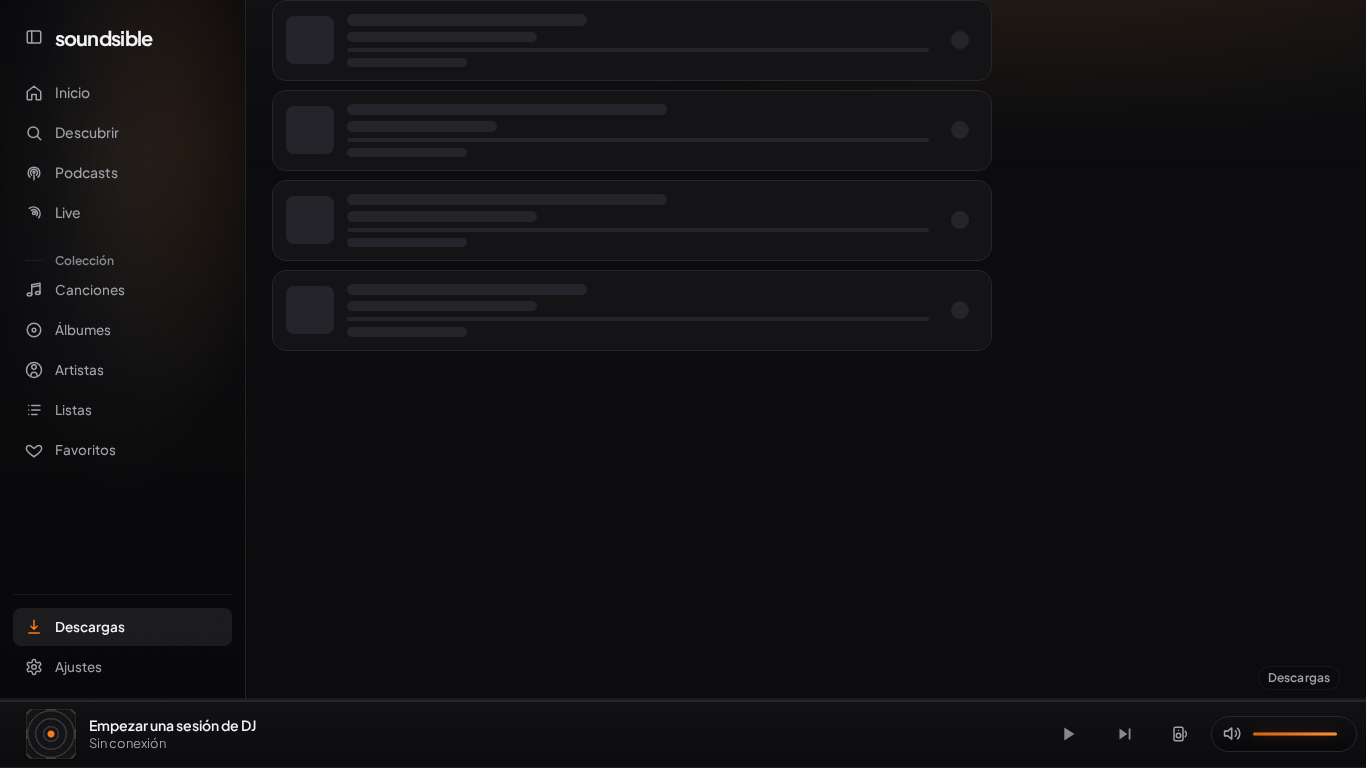 soundsible
Inicio
Descubrir
Podcasts
Live
Colección
Canciones
Álbumes
Artistas
Listas
Favoritos
Descargas
Ajustes
Descargas
Empezar una sesión de DJ
Sin conexión